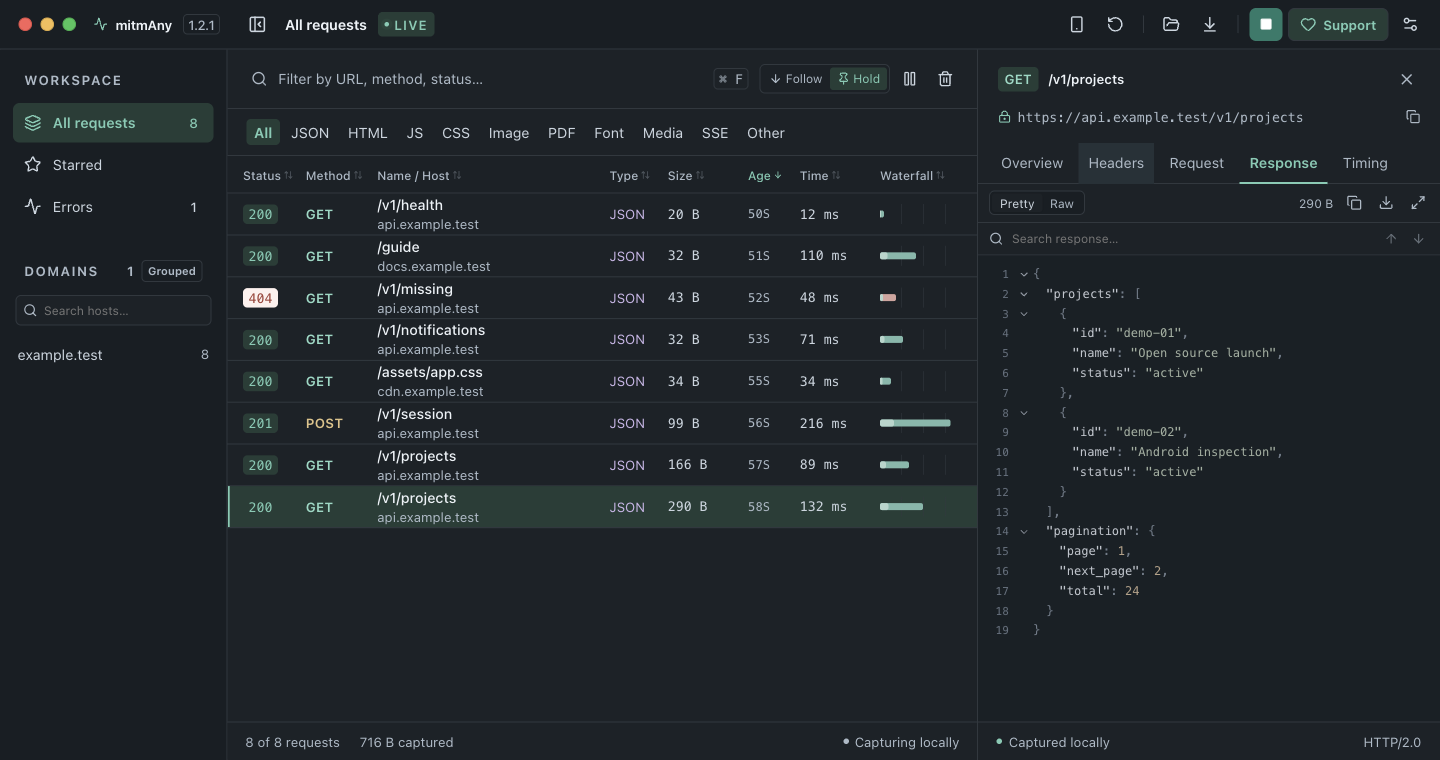 mitmAny 1.2.1 All requests LIVE Support
WORKSPACE
All requests 8
Starred
Errors 1
DOMAINS 1 Grouped
Search hosts...
example.test 8
Filter by URL, method, status... ⌘ F Follow Hold
All JSON HTML JS CSS Image PDF Font Media SSE Other
Status Method Name / Host Type Size Age Time Waterfall
200 GET /v1/health JSON 20 B 50S 12 ms
api.example.test
200 GET /guide JSON 32 B 51S 110 ms
docs.example.test
404 GET /v1/missing JSON 43 B 52S 48 ms
api.example.test
200 GET /v1/notifications JSON 32 B 53S 71 ms
api.example.test
200 GET /assets/app.css JSON 34 B 55S 34 ms
cdn.example.test
201 POST /v1/session JSON 99 B 56S 216 ms
api.example.test
200 GET /v1/projects JSON 166 B 57S 89 ms
api.example.test
200 GET /v1/projects JSON 290 B 58S 132 ms
api.example.test
8 of 8 requests 716 B captured Capturing locally
GET /v1/projects
https://api.example.test/v1/projects
Overview Headers Request Response Timing
Pretty Raw 290 B
Search response...
1 {
2 "projects": [
3 {
4 "id": "demo-01",
5 "name": "Open source launch",
6 "status": "active"
7 },
8 {
9 "id": "demo-02",
10 "name": "Android inspection",
11 "status": "active"
12 }
13 ],
14 "pagination": {
15 "page": 1,
16 "next_page": 2,
17 "total": 24
18 }
19 }
Captured locally HTTP/2.0